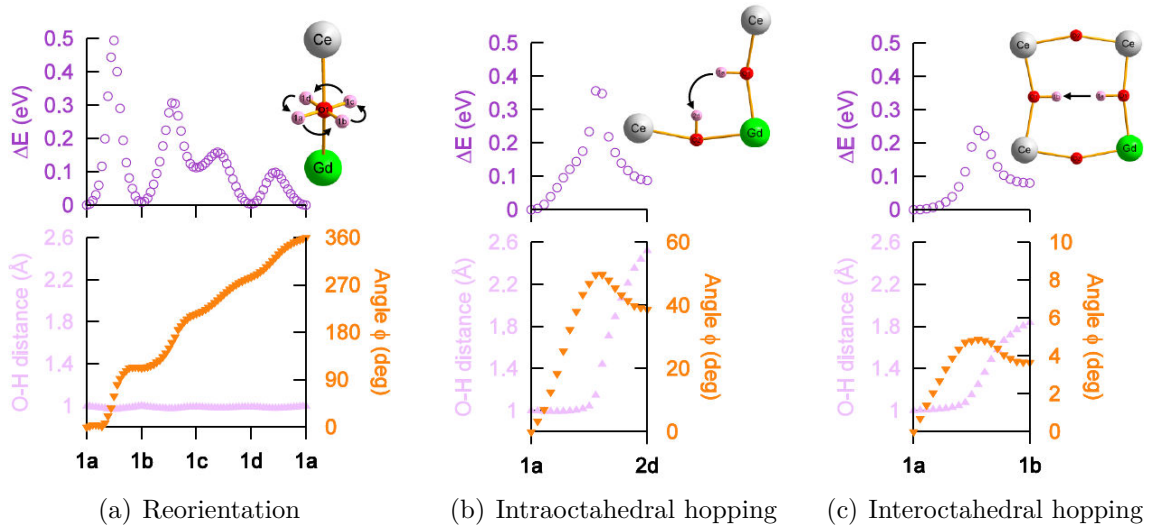 0.5
0.4
0.3
0.2
0.1
0
ΔE (eV)
Ce
1d
1c
1a
1b
Gd
2.6
2.2
1.8
1.4
1
O-H distance (Å)
360
270
180
90
0
Angle ϕ (deg)
1a 1b 1c 1d 1a
(a) Reorientation
0.5
0.4
0.3
0.2
0.1
0
ΔE (eV)
Ce
Ce
Gd
2.6
2.2
1.8
1.4
1
O-H distance (Å)
60
40
20
0
Angle ϕ (deg)
1a 2d
(b) Intraoctahedral hopping
0.5
0.4
0.3
0.2
0.1
0
ΔE (eV)
Ce Ce
Ce Gd
2.6
2.2
1.8
1.4
1
O-H distance (Å)
10
8
6
4
2
0
Angle ϕ (deg)
1a 1b
(c) Interoctahedral hopping